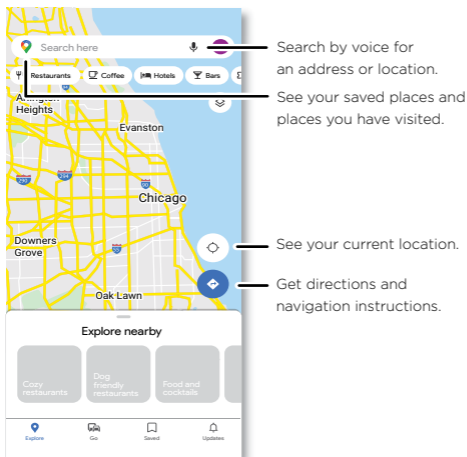 Search here
Restaurants
Coffee
Hotels
Bars
Arlington
Heights
Evanston
Chicago
Downers
Grove
Oak Lawn
Explore nearby
Cozy
restaurants
Dog
friendly
restaurants
Food and
cocktails
Explore
Go
Saved
Updates
Search by voice for
an address or location.
See your saved places and
places you have visited.
See your current location.
Get directions and
navigation instructions.